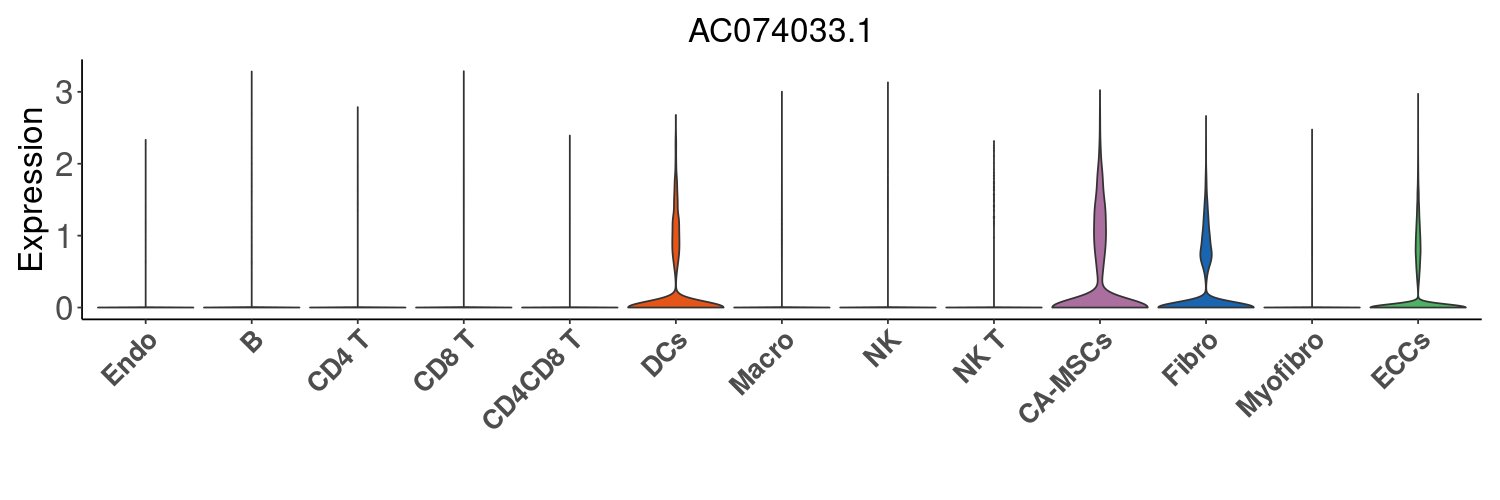 AC074033.1
Expression
3
2
1
0
Endo
B
CD4 T
CD8 T
CD4CD8 T
DCs
Macro
NK
NK T
CA-MSCs
Fibro
Myofibro
ECCs